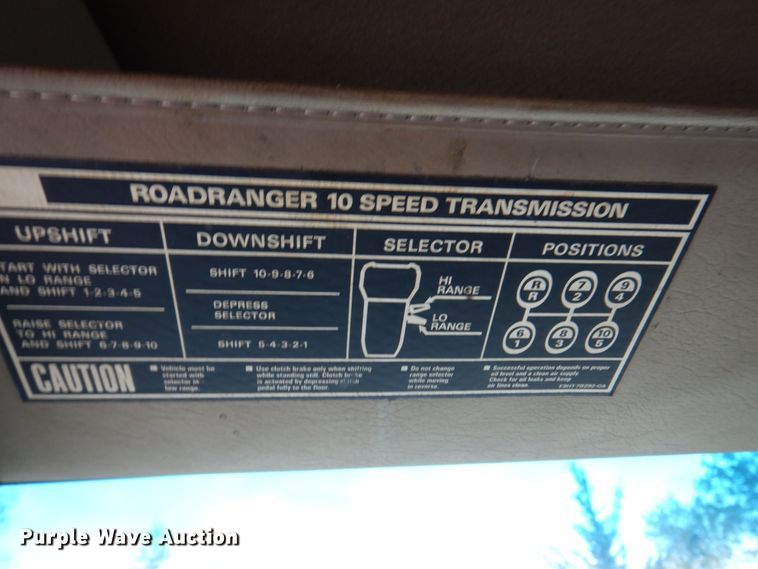 ROADRANGER 10 SPEED TRANSMISSION
UPSHIFT
TART WITH SELECTOR
N LO RANGE
AND SHIFT 1-2-3-4-5
RAISE SELECTOR
TO HI RANGE
AND SHIFT 6-7-8-9-10
DOWNSHIFT
SHIFT 10-9-8-7-6
DEPRESS
SELECTOR
SHIFT 5-4-3-2-1
SELECTOR
HI
RANGE
LO
RANGE
POSITIONS
R 7 9
R 2 4
6 8 10
1 3 5
CAUTION
Vehicle must be
started with
selector in
low range.
Use clutch brake only when shifting
while standing still. Clutch brake
is actuated by depressing clutch
pedal fully to the floor.
Do not change
range selector
while moving
in reverse.
Successful operation depends on proper
oil level and a clean air supply.
Check for oil leaks and keep
air lines clean.
Purple Wave Auction